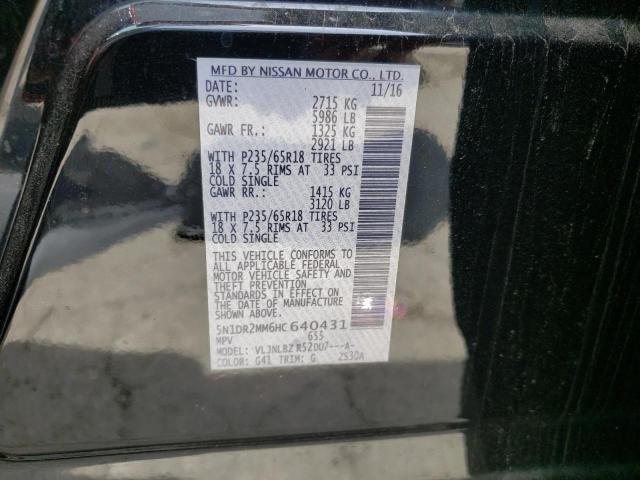 MFD BY NISSAN MOTOR CO., LTD.
DATE: 11/16
GVWR: 2715 KG
5986 LB
GAWR FR.: 1325 KG
2921 LB
WITH P235/65R18 TIRES
18 X 7.5 RIMS AT 33 PSI
COLD SINGLE
GAWR RR.: 1415 KG
3120 LB
WITH P235/65R18 TIRES
18 X 7.5 RIMS AT 33 PSI
COLD SINGLE
THIS VEHICLE CONFORMS TO
ALL APPLICABLE FEDERAL
MOTOR VEHICLE SAFETY AND
THEFT PREVENTION
STANDARDS IN EFFECT ON
THE DATE OF MANUFACTURE
SHOWN ABOVE.
5N1DR2MM6HC640431
MPV 655
MODEL: VLJNLBZ R52DU7---A-
COLOR: G41 TRIM: G ZS3DA